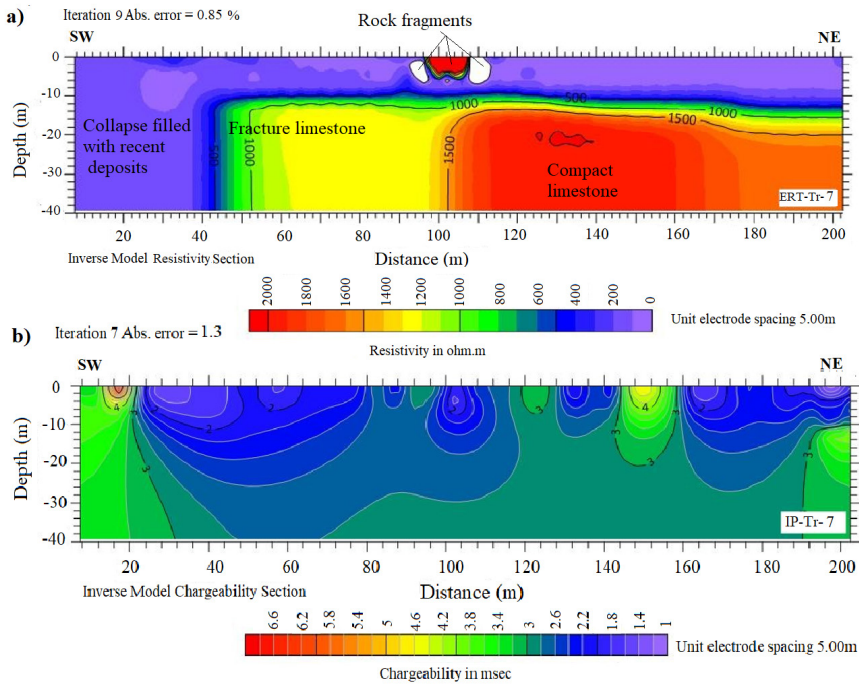 a) Iteration 9 Abs. error = 0.85 %
Rock fragments
SW NE
0
-10
-20
-30
-40
Depth (m)
Collapse filled
with recent
deposits
Fracture limestone
Compact
limestone
500
1000
1000
1500
500
1000
1500
ERT-Tr-7
20 40 60 80 100 120 140 160 180 200
Inverse Model Resistivity Section
Distance (m)
2000 1800 1600 1400 1200 1000 800 600 400 200 0
Unit electrode spacing 5.00m
Resistivity in ohm.m
b) Iteration 7 Abs. error = 1.3
SW NE
0
-10
-20
-30
-40
Depth (m)
4
2
2
2
2
3
3
4
3
3
2
3
IP-Tr-7
20 40 60 80 100 120 140 160 180 200
Inverse Model Chargeability Section
Distance (m)
6.6 6.2 5.8 5.4 5 4.6 4.2 3.8 3.4 3 2.6 2.2 1.8 1.4 1
Unit electrode spacing 5.00m
Chargeability in msec